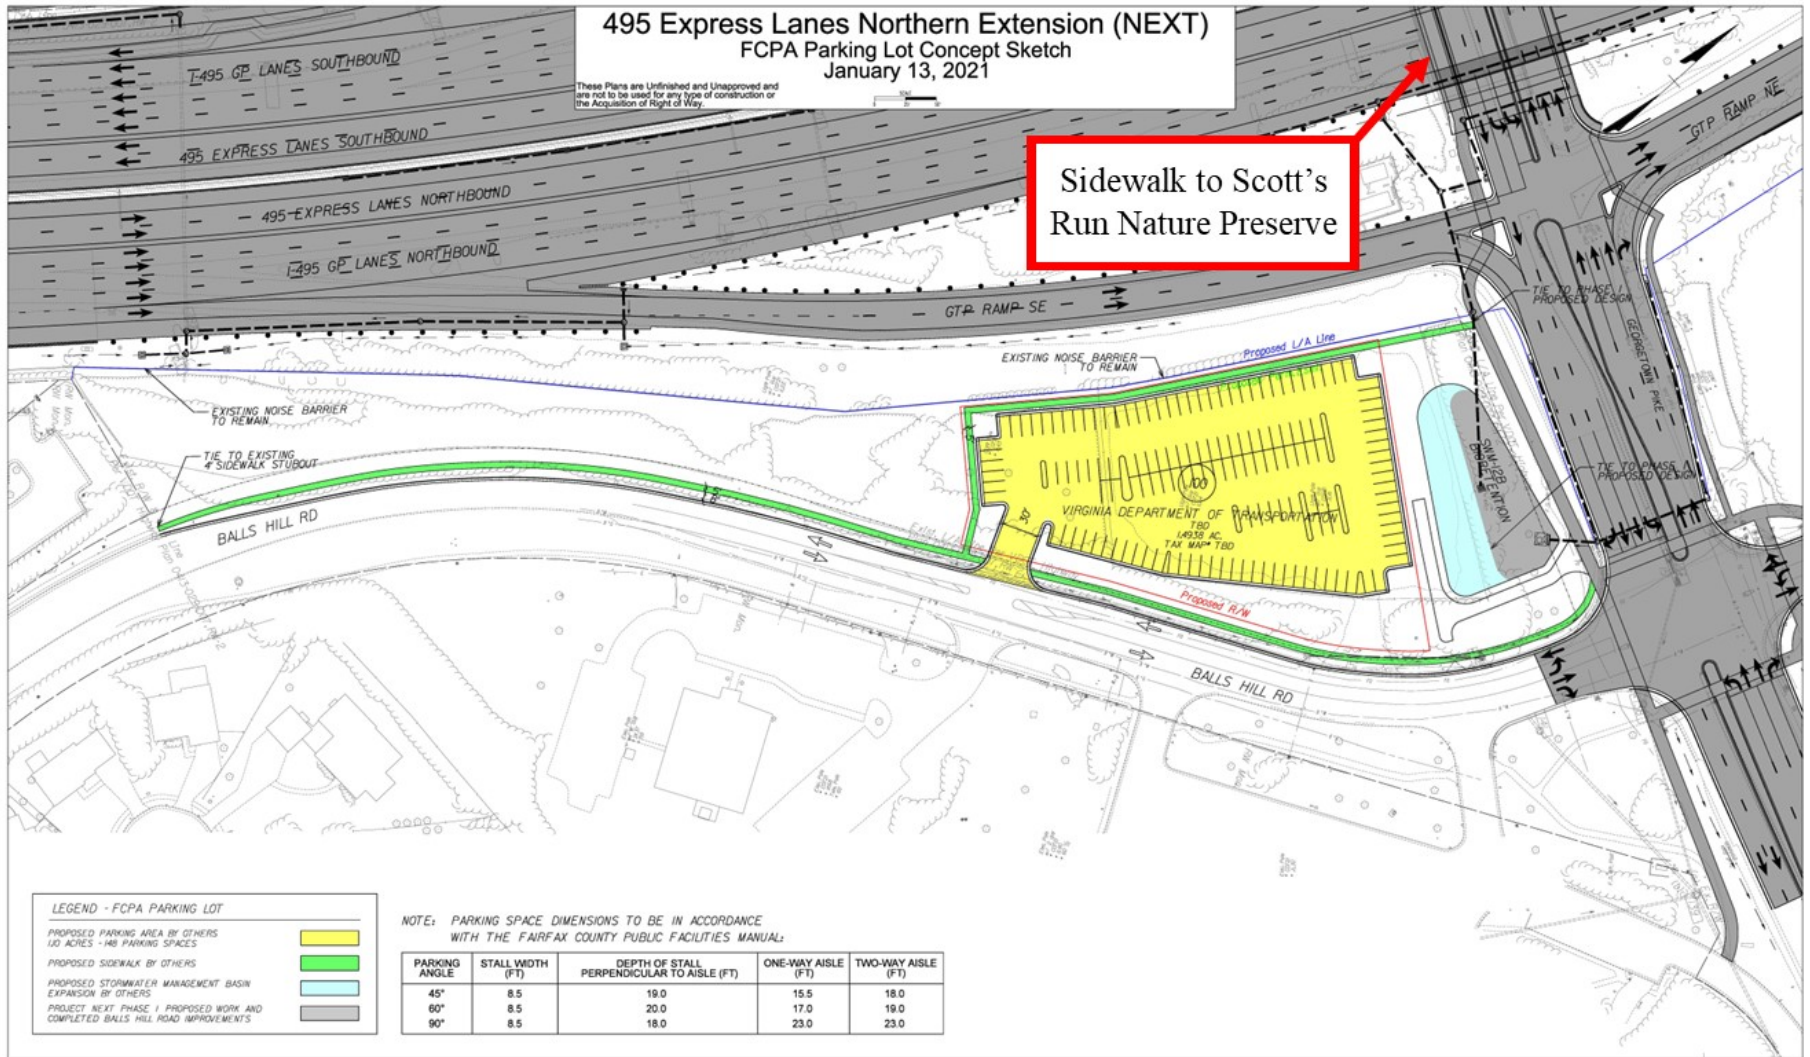 495 Express Lanes Northern Extension (NEXT)
FCPA Parking Lot Concept Sketch
January 13, 2021
These Plans are Unfinished and Unapproved and
are not to be used for any type of construction or
the Acquisition of Right of Way.
I-495 GP LANES SOUTHBOUND
495 EXPRESS LANES SOUTHBOUND
495 EXPRESS LANES NORTHBOUND
I-495 GP LANES NORTHBOUND
GTP RAMP NE
Sidewalk to Scott's
Run Nature Preserve
GTP RAMP SE
TIE TO PHASE 1
PROPOSED DESIGN
GEORGETOWN PIKE
Proposed L/A Line
EXISTING NOISE BARRIER
TO REMAIN
EXISTING NOISE BARRIER
TO REMAIN
TIE TO EXISTING
4' SIDEWALK STUBOUT
BALLS HILL RD
30'
VIRGINIA DEPARTMENT OF TRANSPORTATION
TBD
1.4938 AC.
TAX MAP# TBD
TIE TO PHASE 1
PROPOSED DESIGN
Proposed R/W
BALLS HILL RD
LEGEND - FCPA PARKING LOT
PROPOSED PARKING AREA BY OTHERS
1.10 ACRES - 148 PARKING SPACES
PROPOSED SIDEWALK BY OTHERS
PROPOSED STORMWATER MANAGEMENT BASIN
EXPANSION BY OTHERS
PROJECT NEXT PHASE 1 PROPOSED WORK AND
COMPLETED BALLS HILL ROAD IMPROVEMENTS
NOTE: PARKING SPACE DIMENSIONS TO BE IN ACCORDANCE
WITH THE FAIRFAX COUNTY PUBLIC FACILITIES MANUAL:
PARKING ANGLE STALL WIDTH (FT) DEPTH OF STALL PERPENDICULAR TO AISLE (FT) ONE-WAY AISLE (FT) TWO-WAY AISLE (FT)
45° 8.5 19.0 15.5 18.0
60° 8.5 20.0 17.0 19.0
90° 8.5 18.0 23.0 23.0